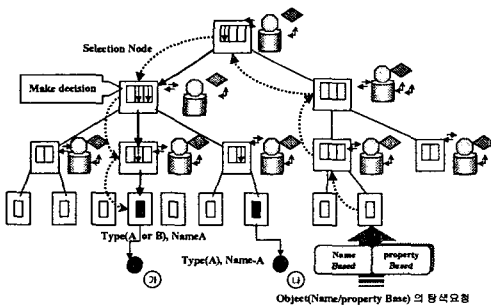 Selection Node
Make decision
Type(A or B), NameA
Type(A), Name-A
가
나
Name Based
property Based
Object(Name/property Base) 의 탐색요청